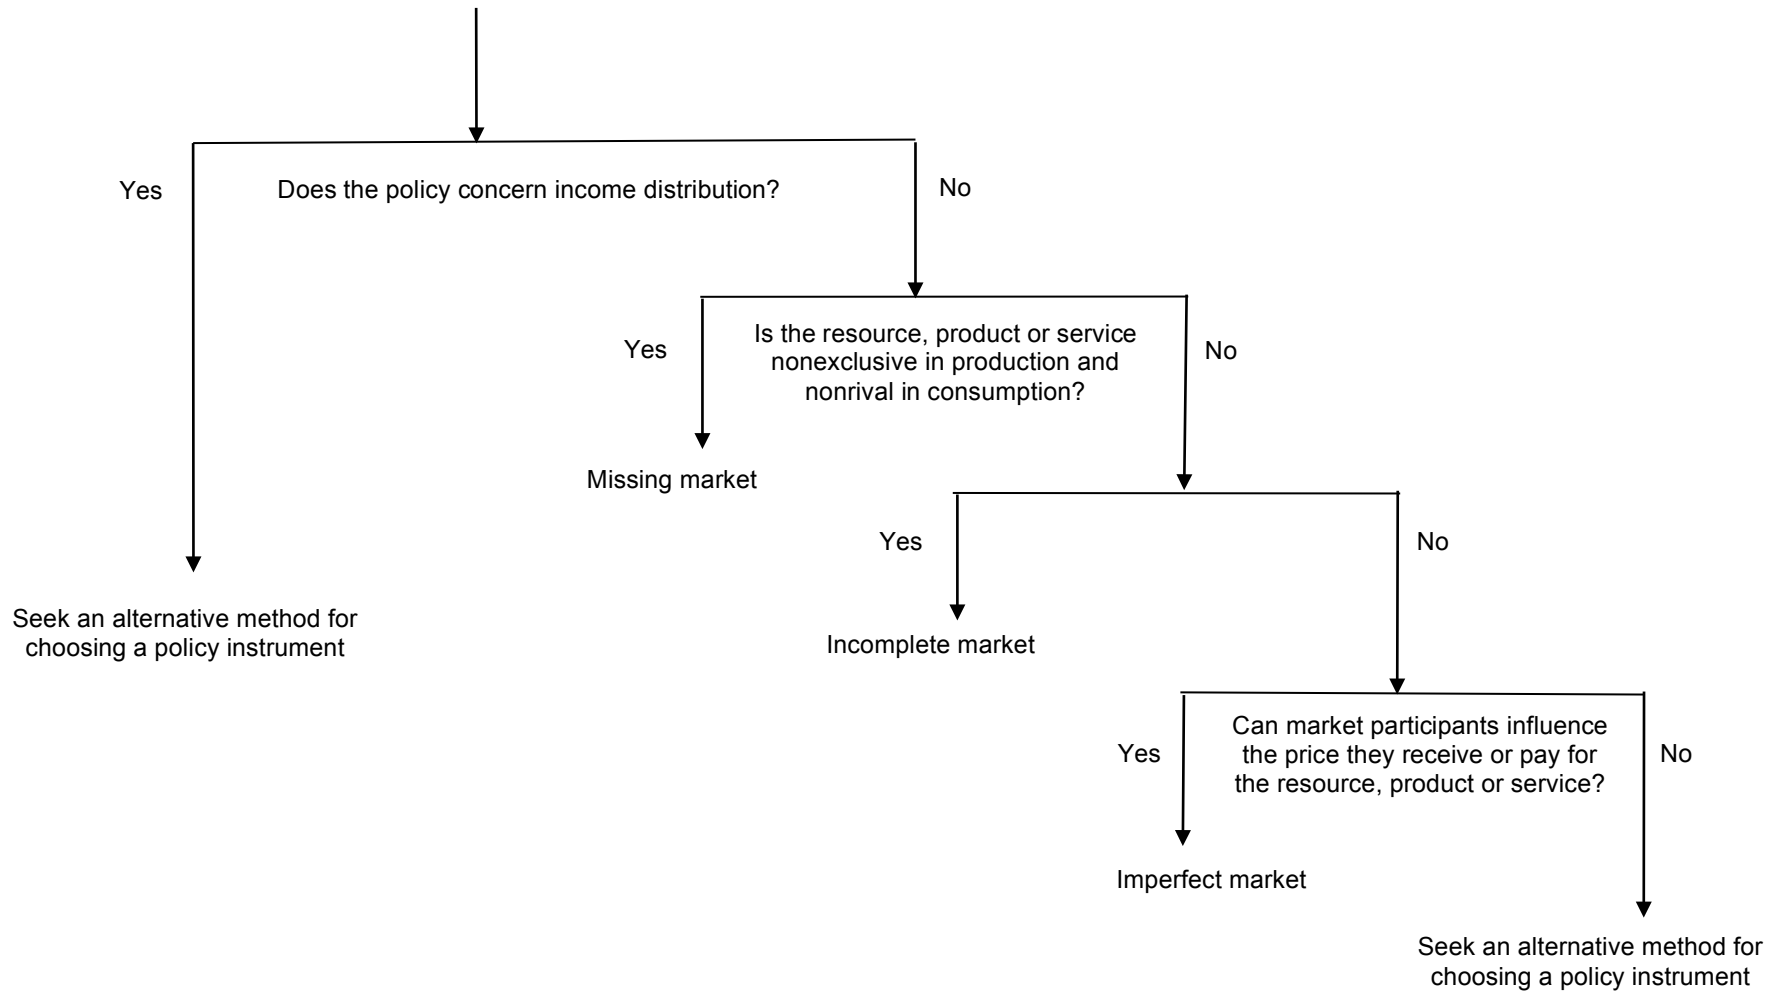 Yes
Does the policy concern income distribution?
No
Yes
Is the resource, product or service
nonexclusive in production and
nonrival in consumption?
No
Missing market
Yes
No
Seek an alternative method for
choosing a policy instrument
Incomplete market
Yes
Can market participants influence
the price they receive or pay for
the resource, product or service?
No
Imperfect market
Seek an alternative method for
choosing a policy instrument